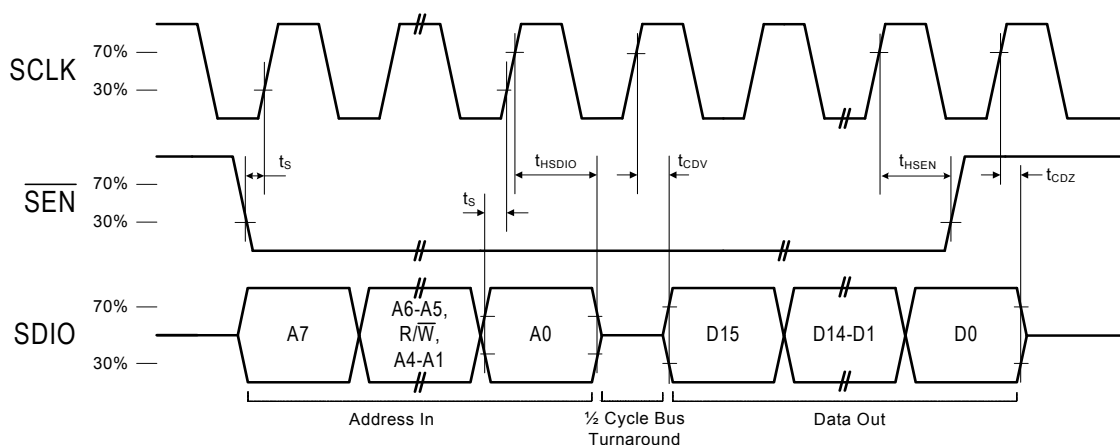 SCLK
70%
30%
SEN
70%
30%
tS
tS
tHSDIO
tCDV
tHSEN
tCDZ
SDIO
70%
30%
A7
A6-A5,
R/W,
A4-A1
A0
D15
D14-D1
D0
Address In
½ Cycle Bus
Turnaround
Data Out